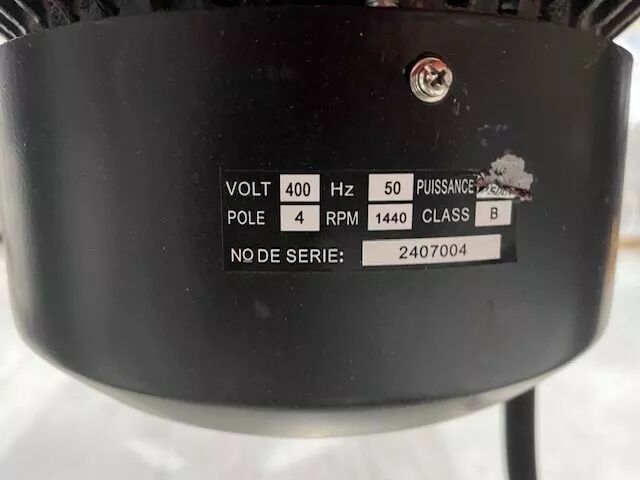 VOLT 400 Hz 50 PUISSANCE
POLE 4 RPM 1440 CLASS B
NO DE SERIE: 2407004